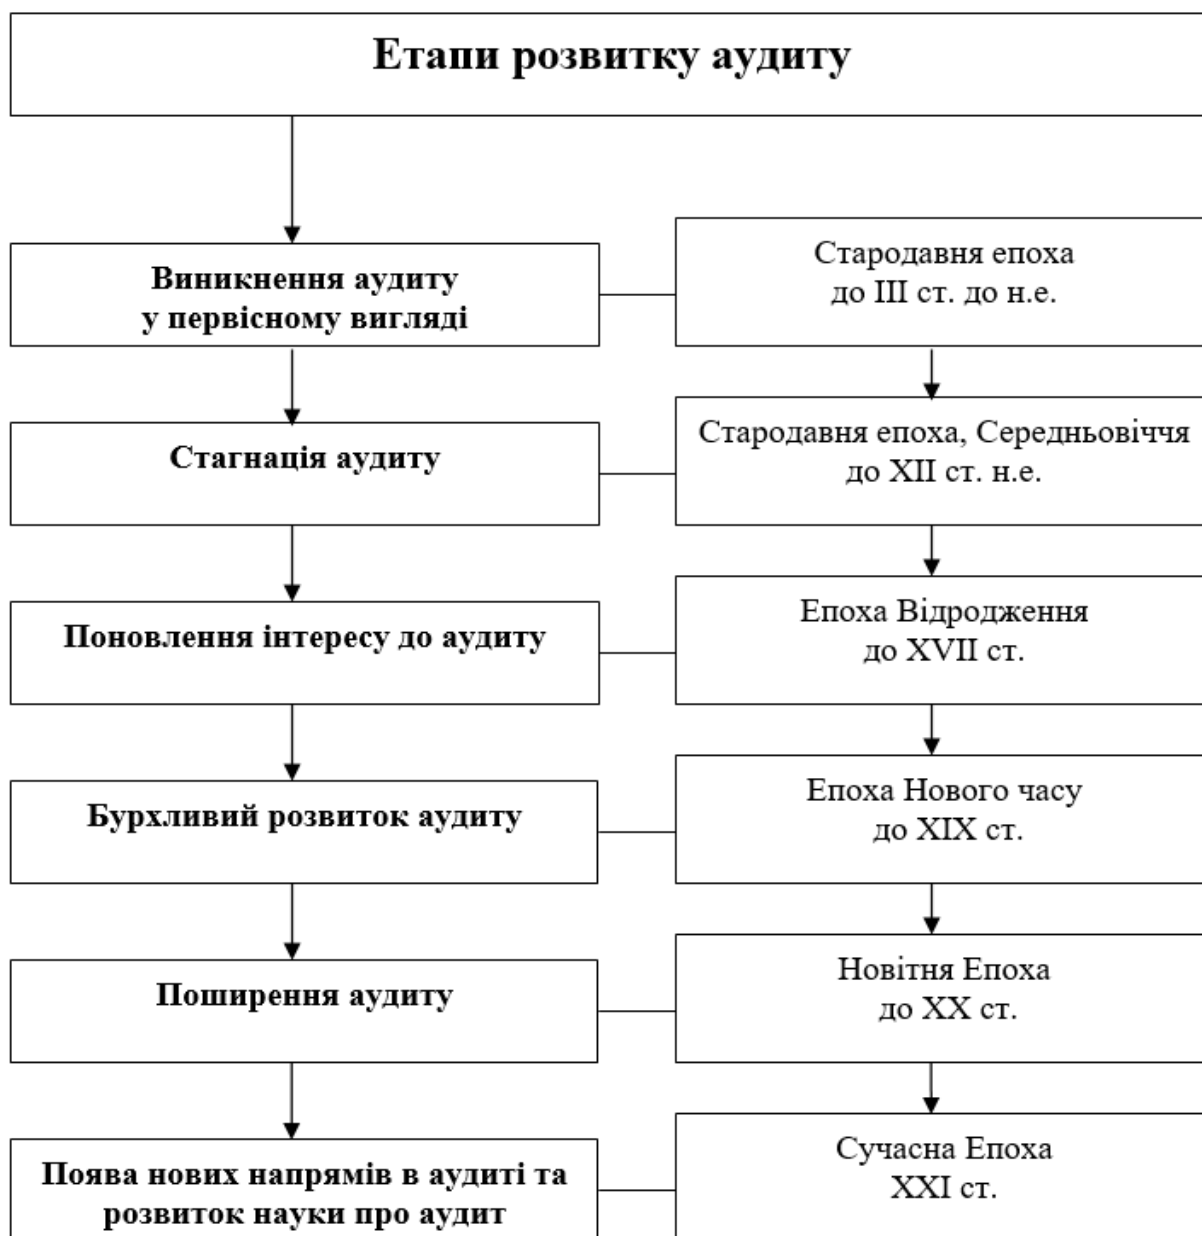 Етапи розвитку аудиту
Виникнення аудиту
у первісному вигляді
Стародавня епоха
до III ст. до н.е.
Стагнація аудиту
Стародавня епоха, Середньовіччя
до XII ст. н.е.
Поновлення інтересу до аудиту
Епоха Відродження
до XVII ст.
Бурхливий розвиток аудиту
Епоха Нового часу
до XIX ст.
Поширення аудиту
Новітня Епоха
до XX ст.
Поява нових напрямів в аудиті та
розвиток науки про аудит
Сучасна Епоха
XXI ст.